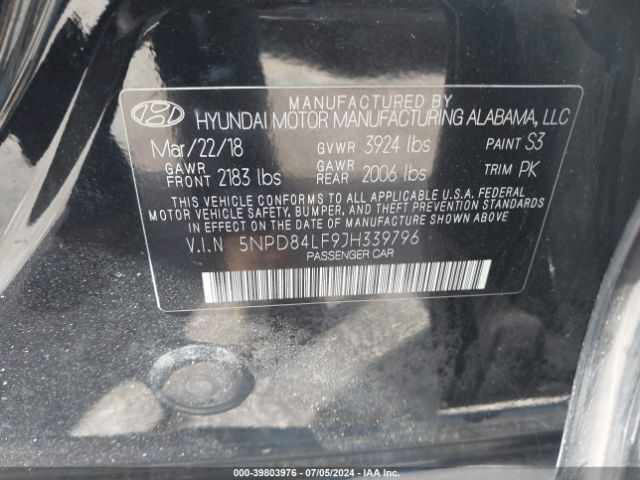 MANUFACTURED BY
HYUNDAI MOTOR MANUFACTURING ALABAMA, LLC
Mar/22/18 GVWR 3924 lbs PAINT S3
GAWR FRONT 2183 lbs GAWR REAR 2006 lbs TRIM PK
THIS VEHICLE CONFORMS TO ALL APPLICABLE U.S.A. FEDERAL
MOTOR VEHICLE SAFETY, BUMPER, AND THEFT PREVENTION STANDARDS
IN EFFECT ON THE DATE OF MANUFACTURE SHOWN ABOVE.
V.I.N 5NPD84LF9JH339796
PASSENGER CAR
000-39803976 - 07/05/2024 - IAA Inc.